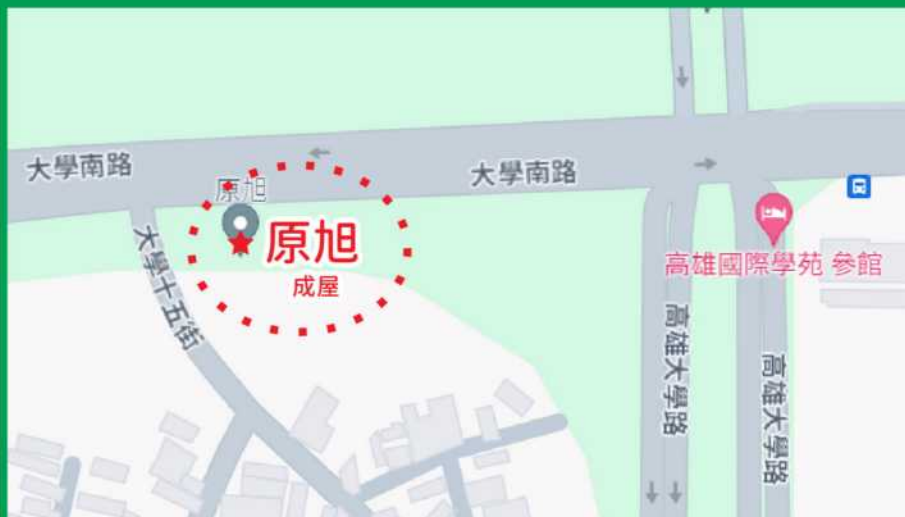 大學南路
大學南路
原旭
原旭
成屋
大學十五街
高雄國際學苑 參館
高雄大學路
高雄大學路